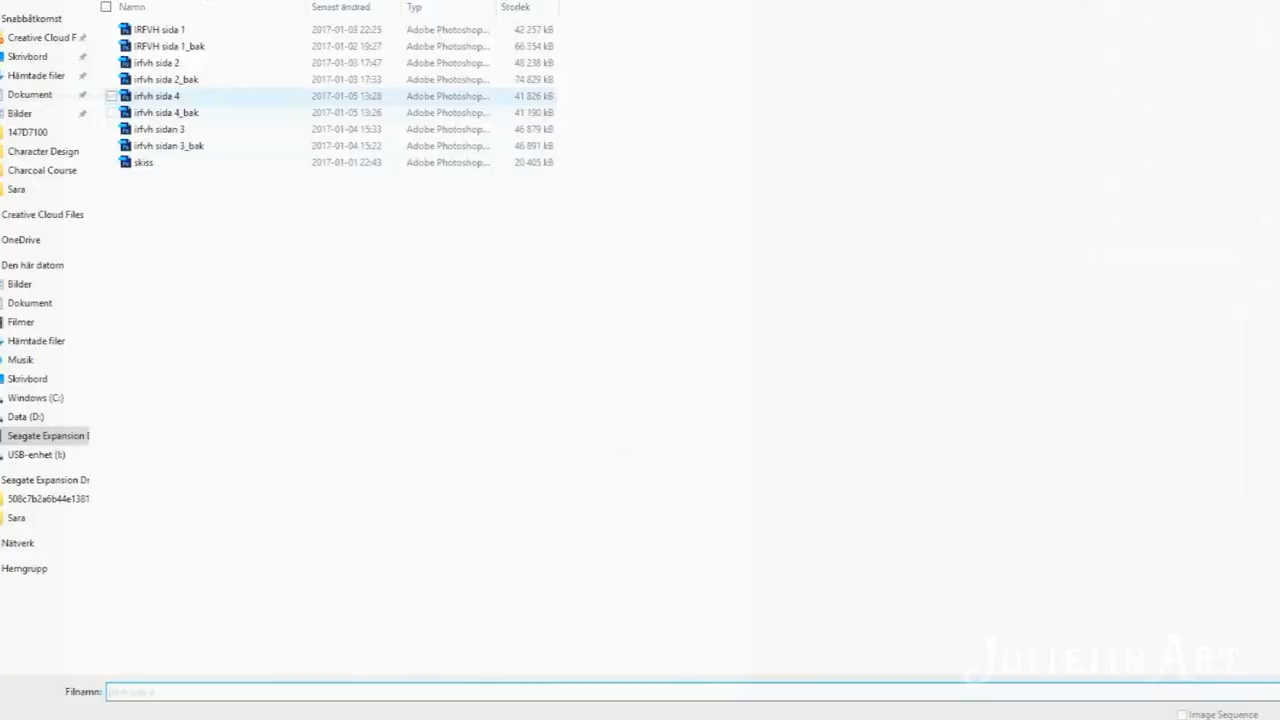 Namn Senast ändrad Typ Storlek
IRFVH sida 1 2017-01-03 22:25 Adobe Photoshop... 42 257 kB
IRFVH sida 1_bak 2017-01-02 19:27 Adobe Photoshop... 66 354 kB
irfvh sida 2 2017-01-03 17:47 Adobe Photoshop... 48 238 kB
irfvh sida 2_bak 2017-01-03 17:33 Adobe Photoshop... 74 829 kB
irfvh sida 4 2017-01-05 13:28 Adobe Photoshop... 41 826 kB
irfvh sida 4_bak 2017-01-05 13:26 Adobe Photoshop... 41 190 kB
irfvh sidan 3 2017-01-04 15:33 Adobe Photoshop... 46 879 kB
irfvh sidan 3_bak 2017-01-04 15:22 Adobe Photoshop... 46 891 kB
skiss 2017-01-01 22:43 Adobe Photoshop... 20 405 kB
Snabbåtkomst
Creative Cloud F
Skrivbord
Hämtade filer
Dokument
Bilder
147D7100
Character Design
Charcoal Course
Sara
Creative Cloud Files
OneDrive
Den här datorn
Bilder
Dokument
Filmer
Hämtade filer
Musik
Skrivbord
Windows (C:)
Data (D:)
Seagate Expansion D
USB-enhet (I:)
Seagate Expansion Dr
508c7b2a6b44e1381
Sara
Nätverk
Hemgrupp
Filnamn: irfvh sida 4
Image Sequence